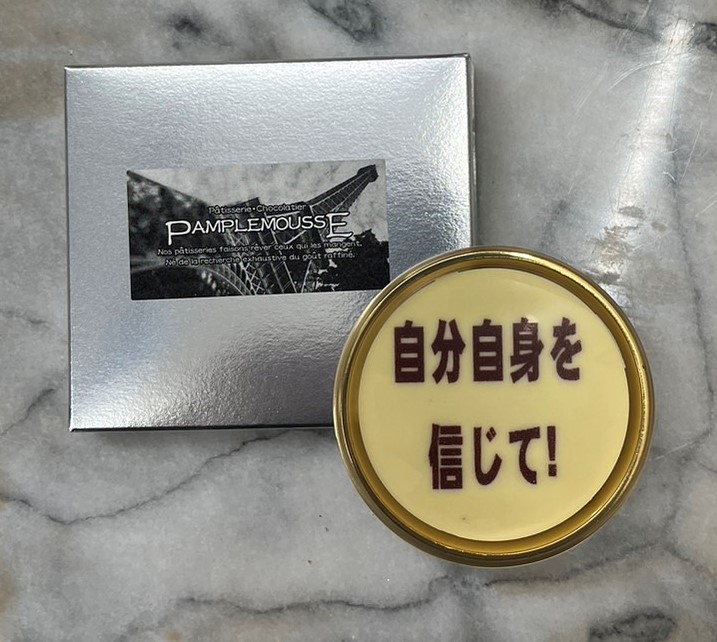 Pâtisserie•Chocolatier
PAMPLEMOUSSE
Nos pâtisseries faisons rêver ceux qui les mangent.
Né de la recherche exhaustive du goût raffiné.
自分自身を
信じて!